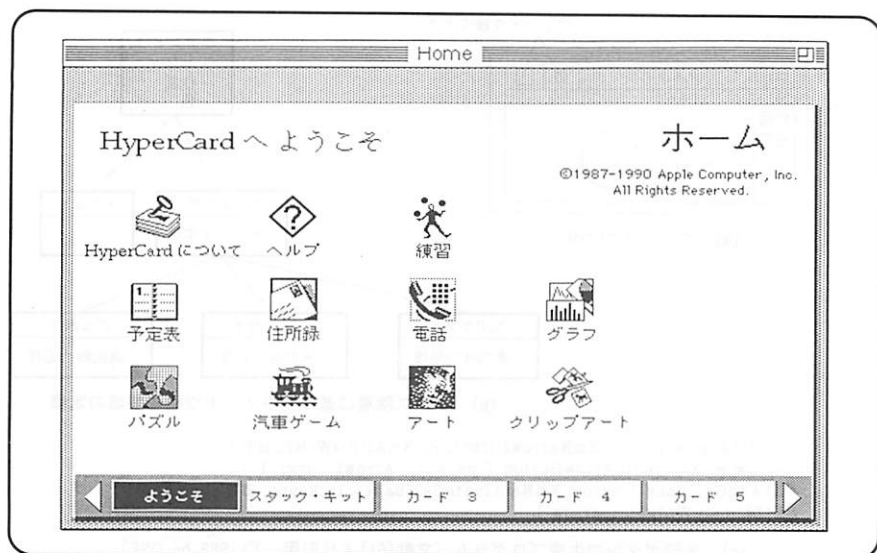 Home
HyperCard へ ようこそ
ホーム
©1987-1990 Apple Computer, Inc.
All Rights Reserved.
HyperCard について
ヘルプ
練習
予定表
住所録
電話
グラフ
パズル
汽車ゲーム
アート
クリップアート
ようこそ
スタック・キット
カード 3
カード 4
カード 5